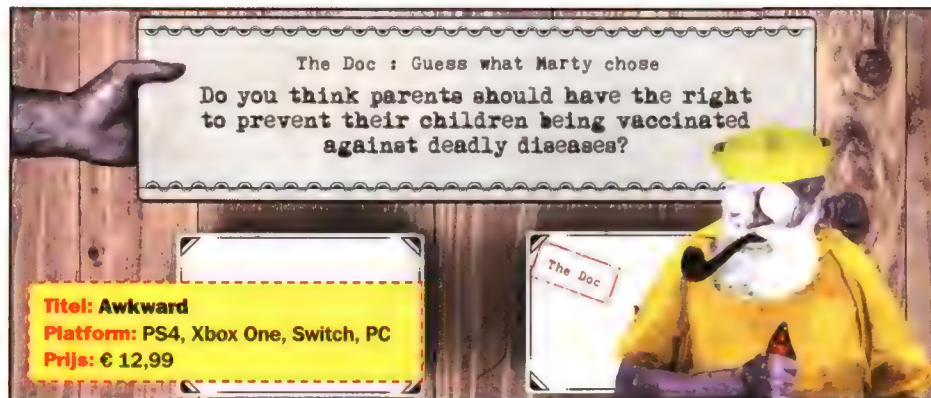 The Doc : Guess what Marty chose
Do you think parents should have the right
to prevent their children being vaccinated
against deadly diseases?
The Doc
Titel: Awkward
Platform: PS4, Xbox One, Switch, PC
Prijs: € 12,99